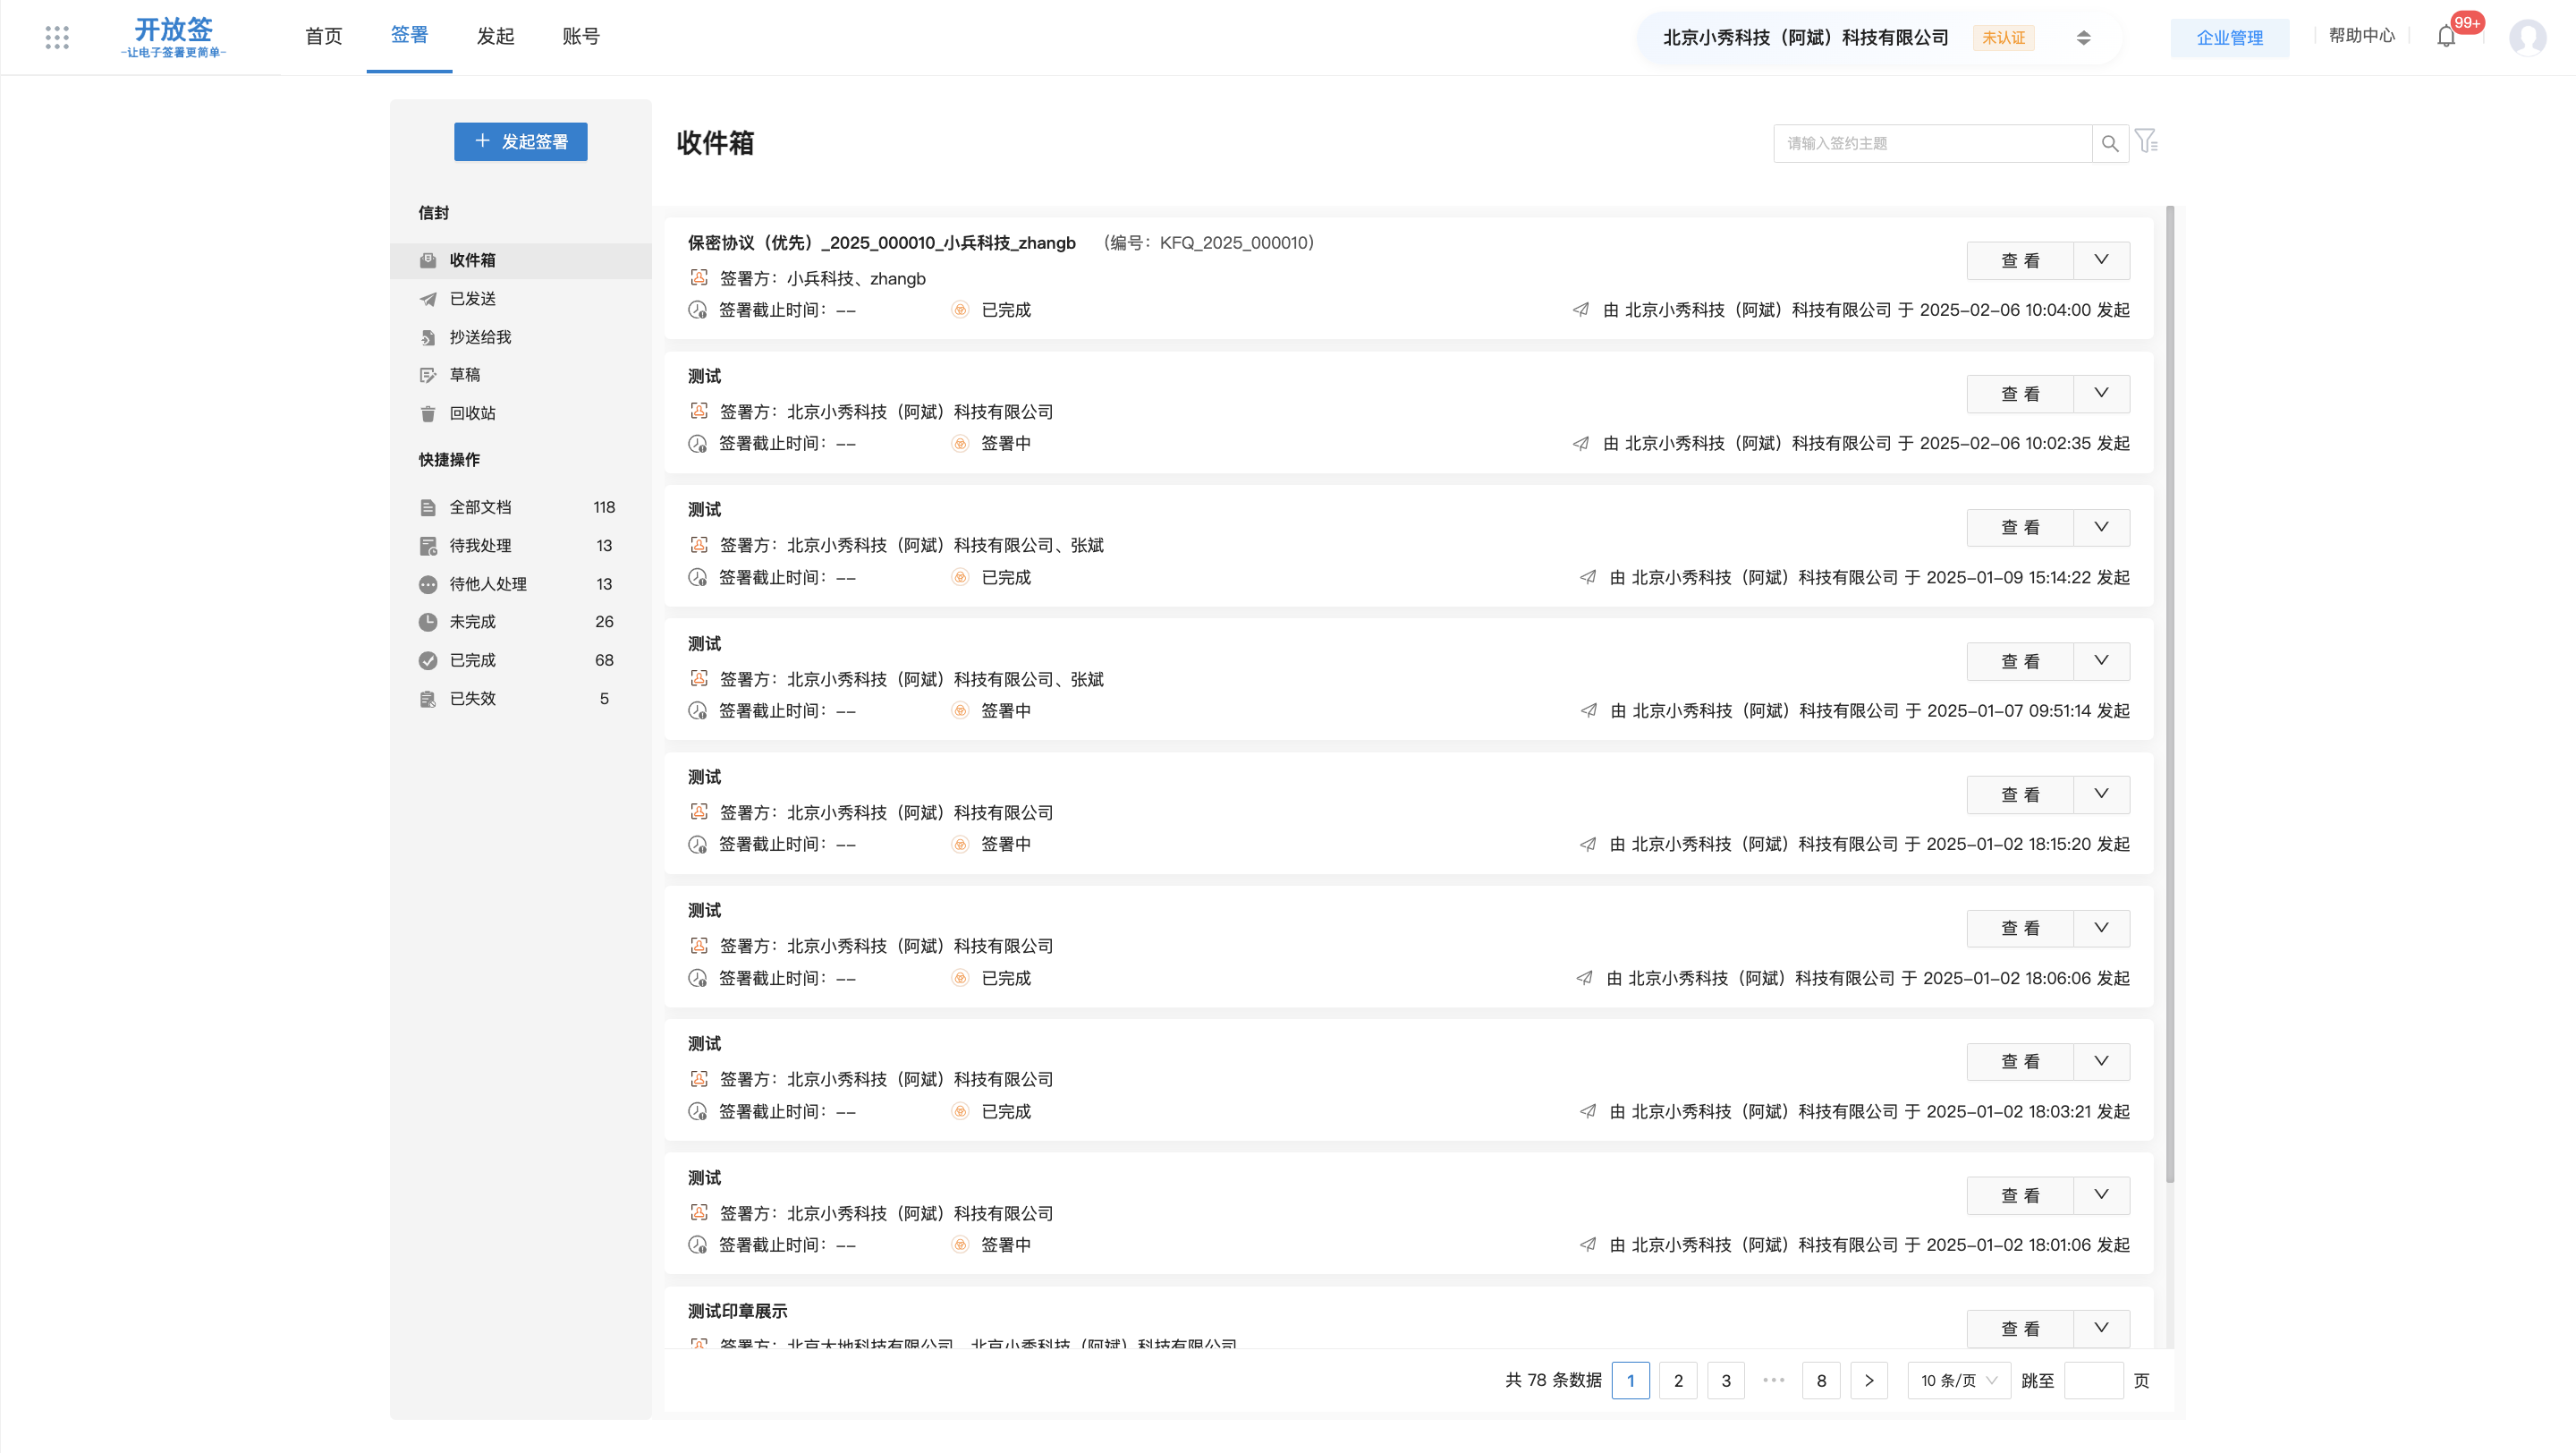 开放签
-让电子签署更简单-
首页
签署
发起
账号
北京小秀科技（阿斌）科技有限公司
未认证
企业管理
帮助中心
99+
发起签署
信封
收件箱
已发送
抄送给我
草稿
回收站
快捷操作
全部文档 118
待我处理 13
待他人处理 13
未完成 26
已完成 68
已失效 5
收件箱
请输入签约主题
保密协议（优先）_2025_000010_小兵科技_zhangb （编号：KFQ_2025_000010）
查 看
签署方：小兵科技、zhangb
签署截止时间：-- 已完成 由 北京小秀科技（阿斌）科技有限公司 于 2025-02-06 10:04:00 发起
测试
查 看
签署方：北京小秀科技（阿斌）科技有限公司
签署截止时间：-- 签署中 由 北京小秀科技（阿斌）科技有限公司 于 2025-02-06 10:02:35 发起
测试
查 看
签署方：北京小秀科技（阿斌）科技有限公司、张斌
签署截止时间：-- 已完成 由 北京小秀科技（阿斌）科技有限公司 于 2025-01-09 15:14:22 发起
测试
查 看
签署方：北京小秀科技（阿斌）科技有限公司、张斌
签署截止时间：-- 签署中 由 北京小秀科技（阿斌）科技有限公司 于 2025-01-07 09:51:14 发起
测试
查 看
签署方：北京小秀科技（阿斌）科技有限公司
签署截止时间：-- 签署中 由 北京小秀科技（阿斌）科技有限公司 于 2025-01-02 18:15:20 发起
测试
查 看
签署方：北京小秀科技（阿斌）科技有限公司
签署截止时间：-- 已完成 由 北京小秀科技（阿斌）科技有限公司 于 2025-01-02 18:06:06 发起
测试
查 看
签署方：北京小秀科技（阿斌）科技有限公司
签署截止时间：-- 已完成 由 北京小秀科技（阿斌）科技有限公司 于 2025-01-02 18:03:21 发起
测试
查 看
签署方：北京小秀科技（阿斌）科技有限公司
签署截止时间：-- 签署中 由 北京小秀科技（阿斌）科技有限公司 于 2025-01-02 18:01:06 发起
测试印章展示
查 看
签署方：北京大地科技有限公司、北京小秀科技（阿斌）科技有限公司
共 78 条数据 1 2 3 ••• 8 > 10 条/页 跳至 页